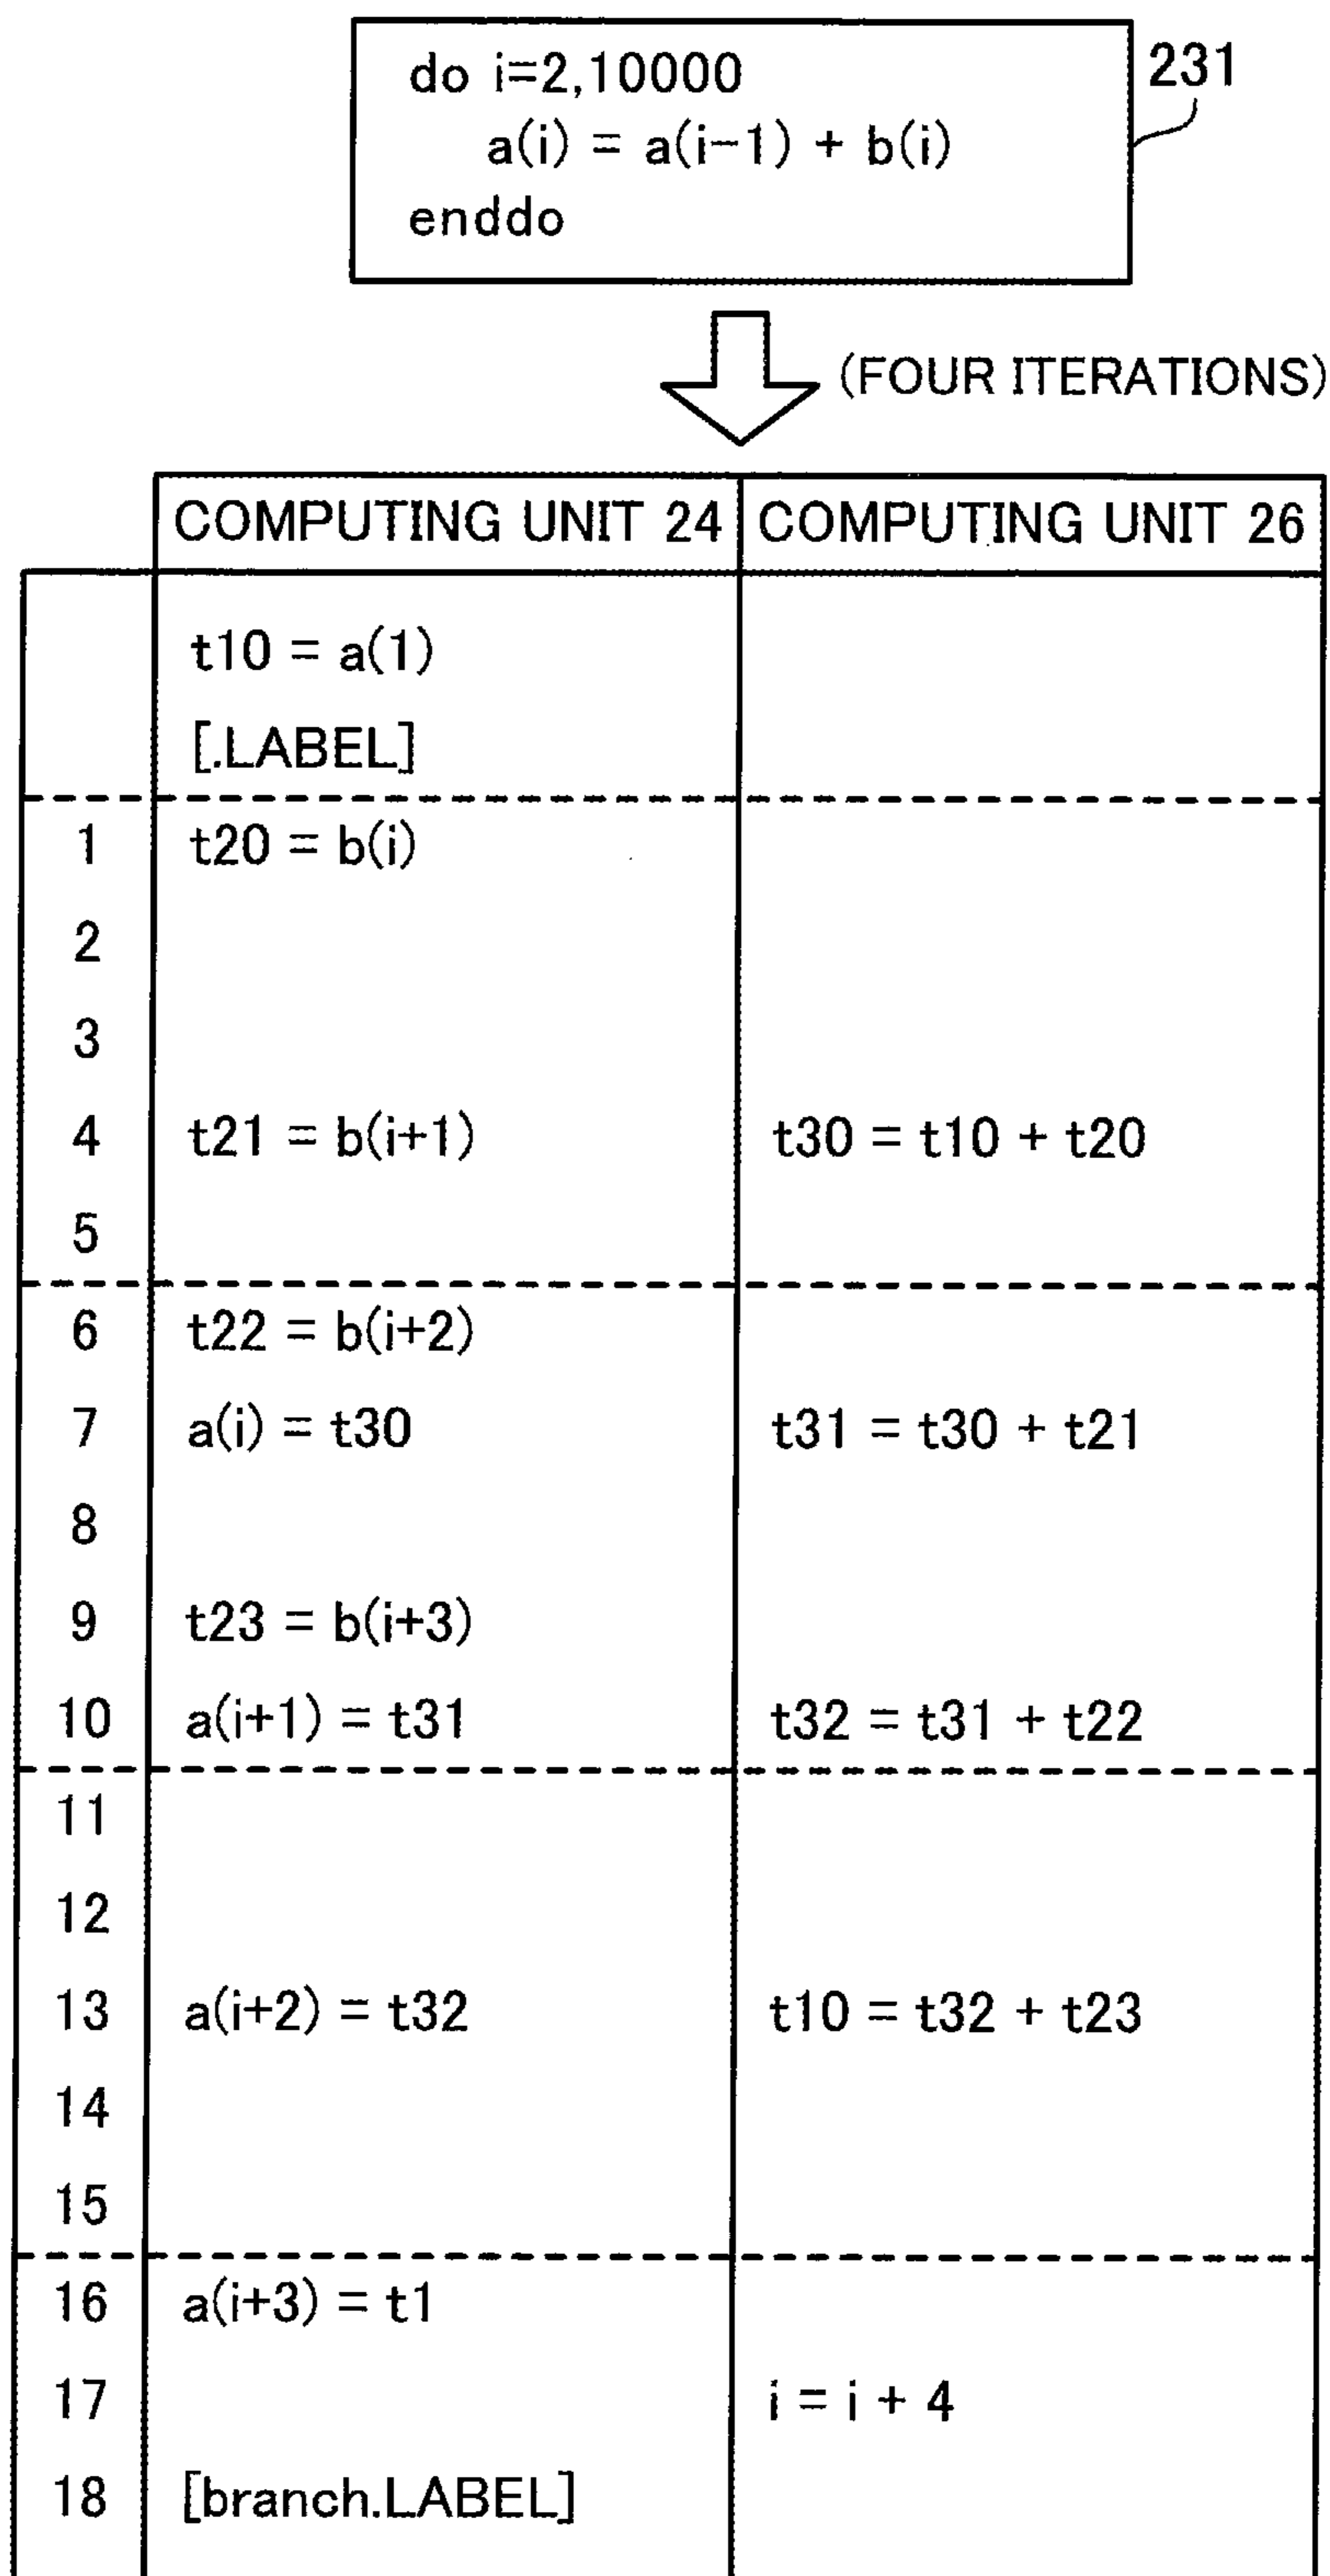 do i=2,10000
a(i) = a(i-1) + b(i)
enddo
231
(FOUR ITERATIONS)
COMPUTING UNIT 24 COMPUTING UNIT 26
t10 = a(1)
[.LABEL]
1 t20 = b(i)
2
3
4 t21 = b(i+1) t30 = t10 + t20
5
6 t22 = b(i+2)
7 a(i) = t30 t31 = t30 + t21
8
9 t23 = b(i+3)
10 a(i+1) = t31 t32 = t31 + t22
11
12
13 a(i+2) = t32 t10 = t32 + t23
14
15
16 a(i+3) = t1
17 i = i + 4
18 [branch.LABEL]